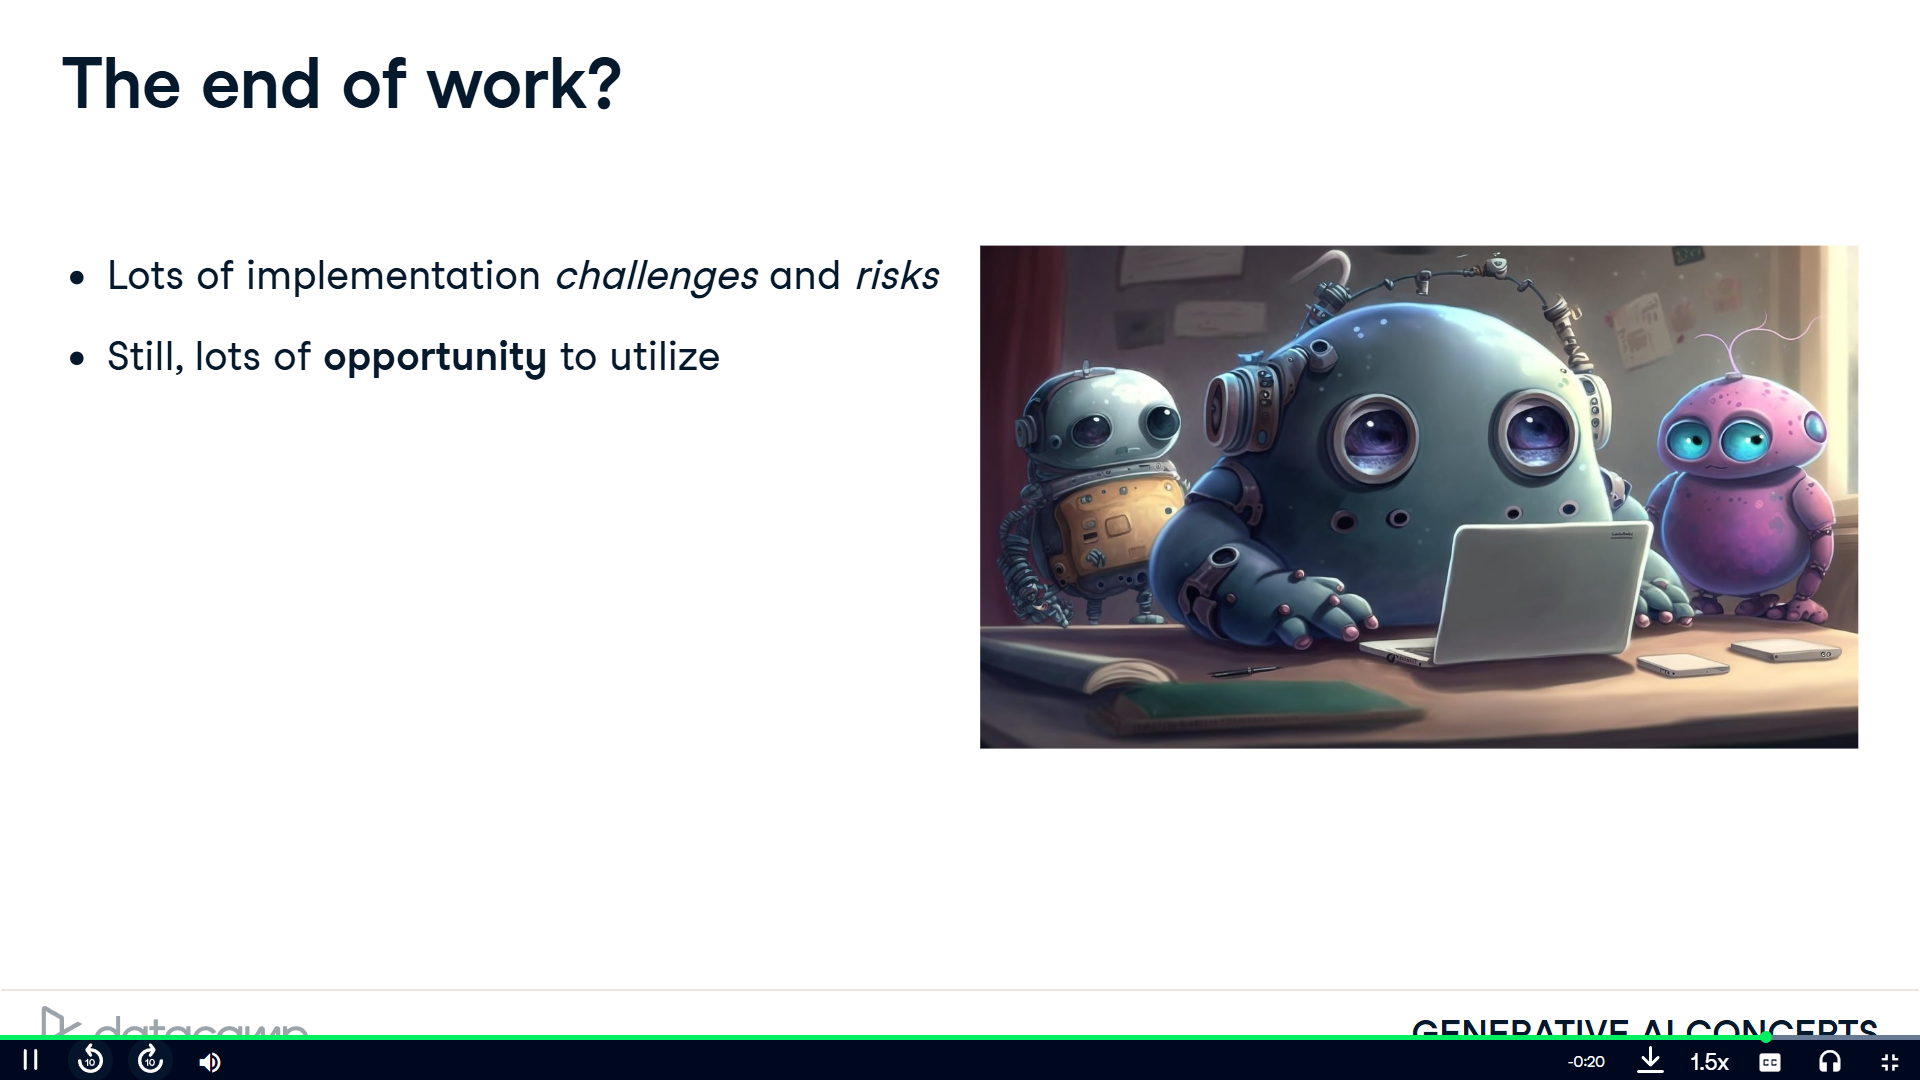 The end of work?
Lots of implementation challenges and risks
Still, lots of opportunity to utilize
datacamp
GENERATIVE AI CONCEPTS
10
10
-0:20
1.5x
CC